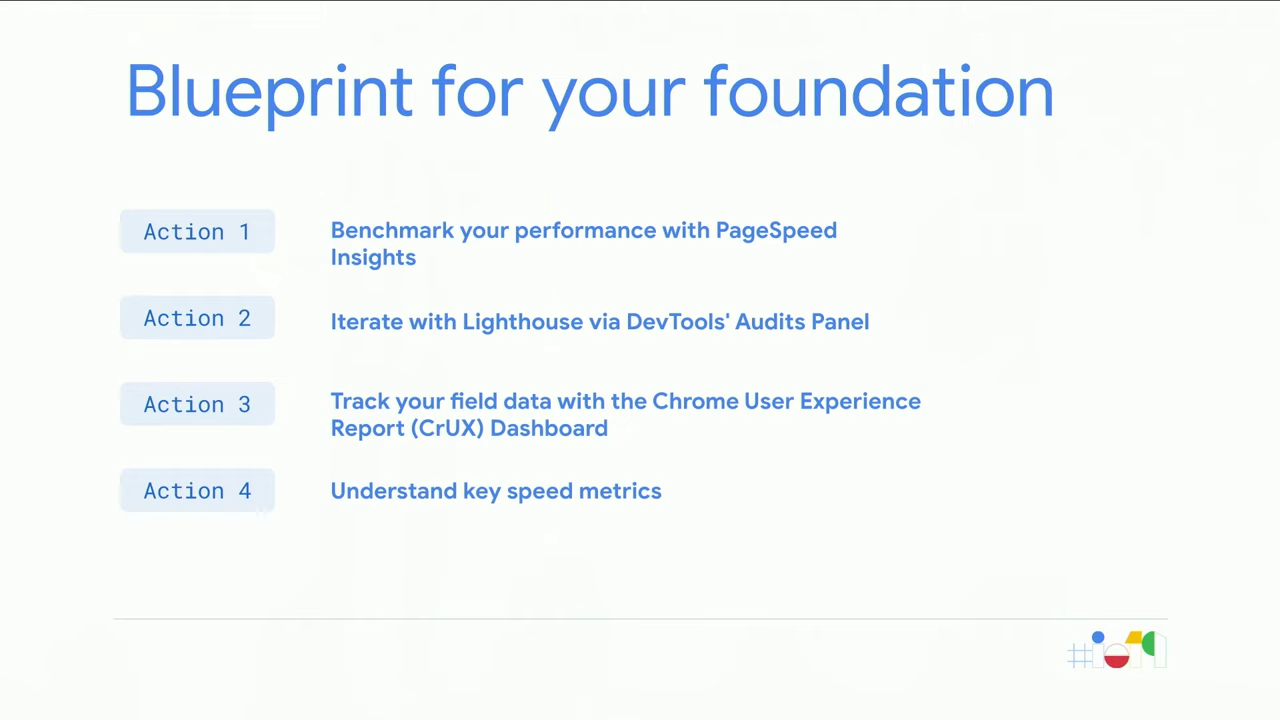 Blueprint for your foundation
Action 1
Benchmark your performance with PageSpeed
Insights
Action 2
Iterate with Lighthouse via DevTools' Audits Panel
Action 3
Track your field data with the Chrome User Experience
Report (CrUX) Dashboard
Action 4
Understand key speed metrics
#io19